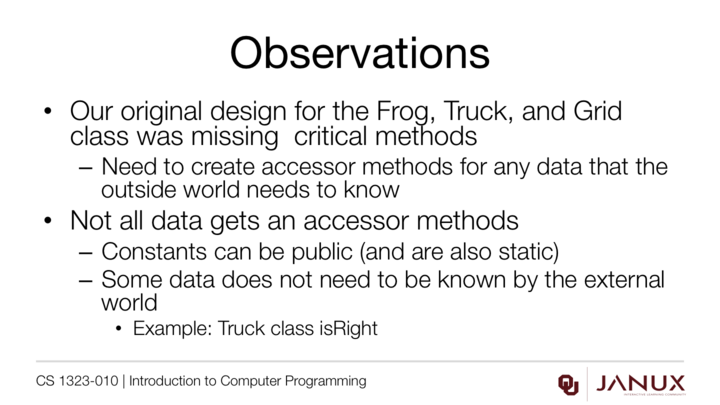 Observations
• Our original design for the Frog, Truck, and Grid
class was missing  critical methods
– Need to create accessor methods for any data that the
outside world needs to know
• Not all data gets an accessor methods
– Constants can be public (and are also static)
– Some data does not need to be known by the external
world
• Example: Truck class isRight
CS 1323-010 | Introduction to Computer Programming
JANUX
INTERACTIVE LEARNING COMMUNITY